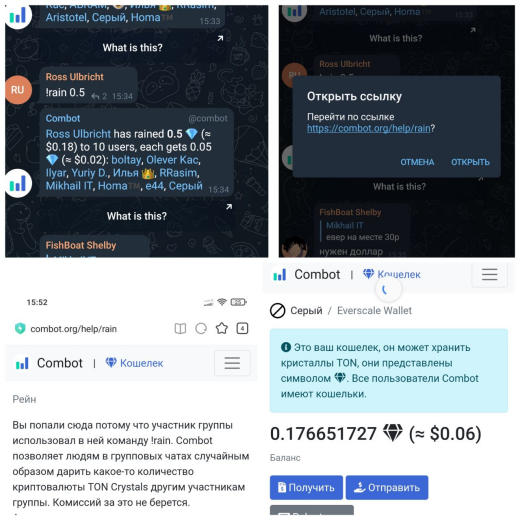 Aristotel, Серый, Homa™️ 15:33
What is this?
Ross Ulbricht
RU
!rain 0.5 2 15:34
Combot @combot
Ross Ulbricht has rained 0.5 💎 (≈
$0.18) to 10 users, each gets 0.05
💎 (≈ $0.02): boltay, Olever Kac,
Ilyar, Yuriy D., Илья 👑, RRasim,
Mikhail IT, Homa™️, e44, Серый 15:34
What is this?
FishBoat Shelby
Aristotel, Серый, Homa™️ 15:33
What is this?
Ross Ulbricht
RU
Открыть ссылку
Перейти по ссылке
https://combot.org/help/rain?
ОТМЕНА ОТКРЫТЬ
What is this?
FishBoat Shelby
Mikhail IT
евер на месте 30р
нужен доллар
15:52
combot.org/help/rain 4
Combot | 💎 Кошелек
Рейн
Вы попали сюда потому что участник группы
использовал в ней команду !rain. Combot
позволяет людям в групповых чатах случайным
образом дарить какое-то количество
криптовалюты TON Crystals другим участникам
группы. Комиссий за это не берется.
Combot | 💎 Кошелек
Серый / Everscale Wallet
Это ваш кошелек, он может хранить
кристаллы TON, они представлены
символом 💎. Все пользователи Combot
имеют кошельки.
0.176651727 💎 (≈ $0.06)
Баланс
Получить Отправить